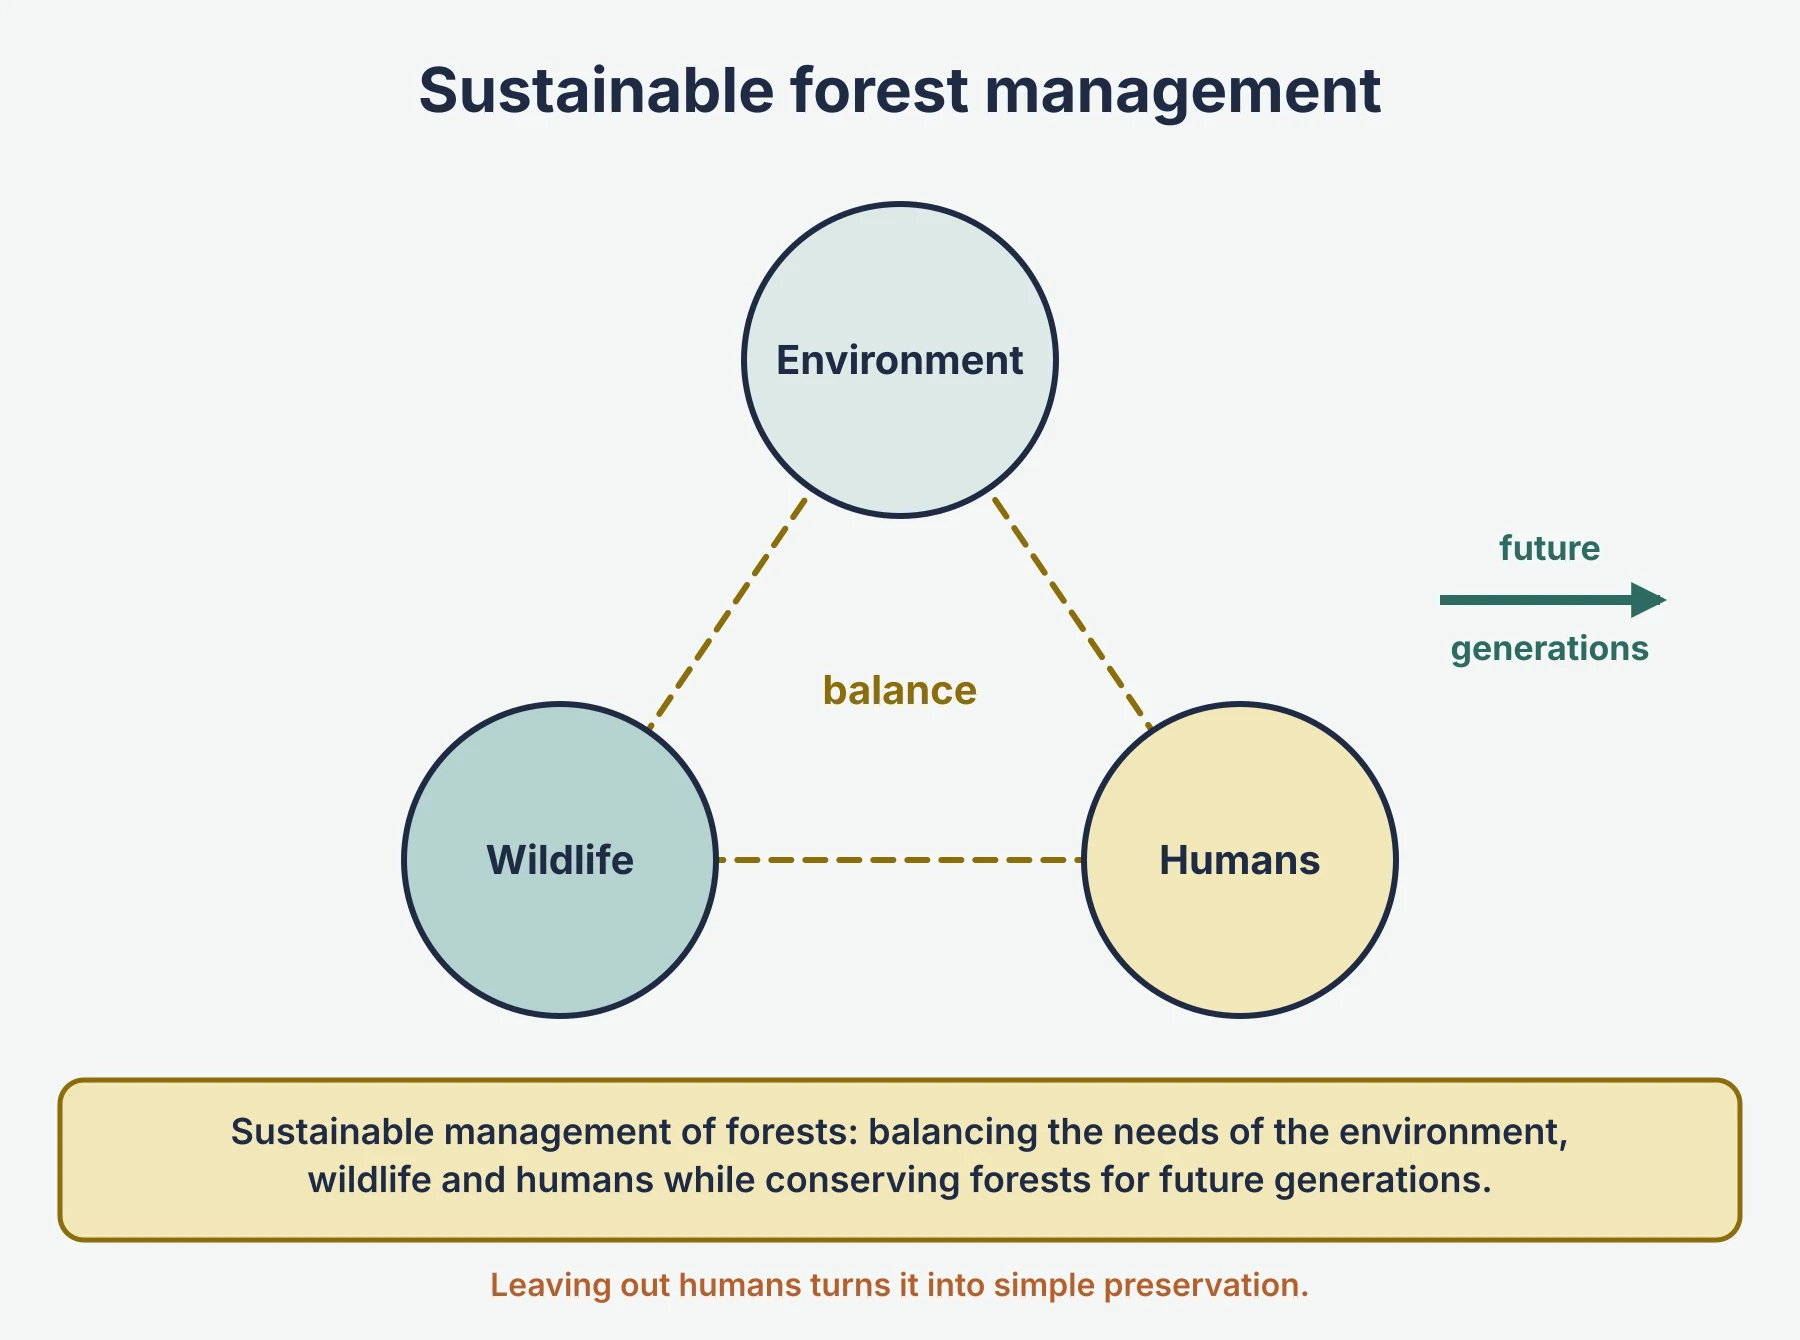 Sustainable forest management
Environment
future
generations
balance
Wildlife
Humans
Sustainable management of forests: balancing the needs of the environment,
wildlife and humans while conserving forests for future generations.
Leaving out humans turns it into simple preservation.